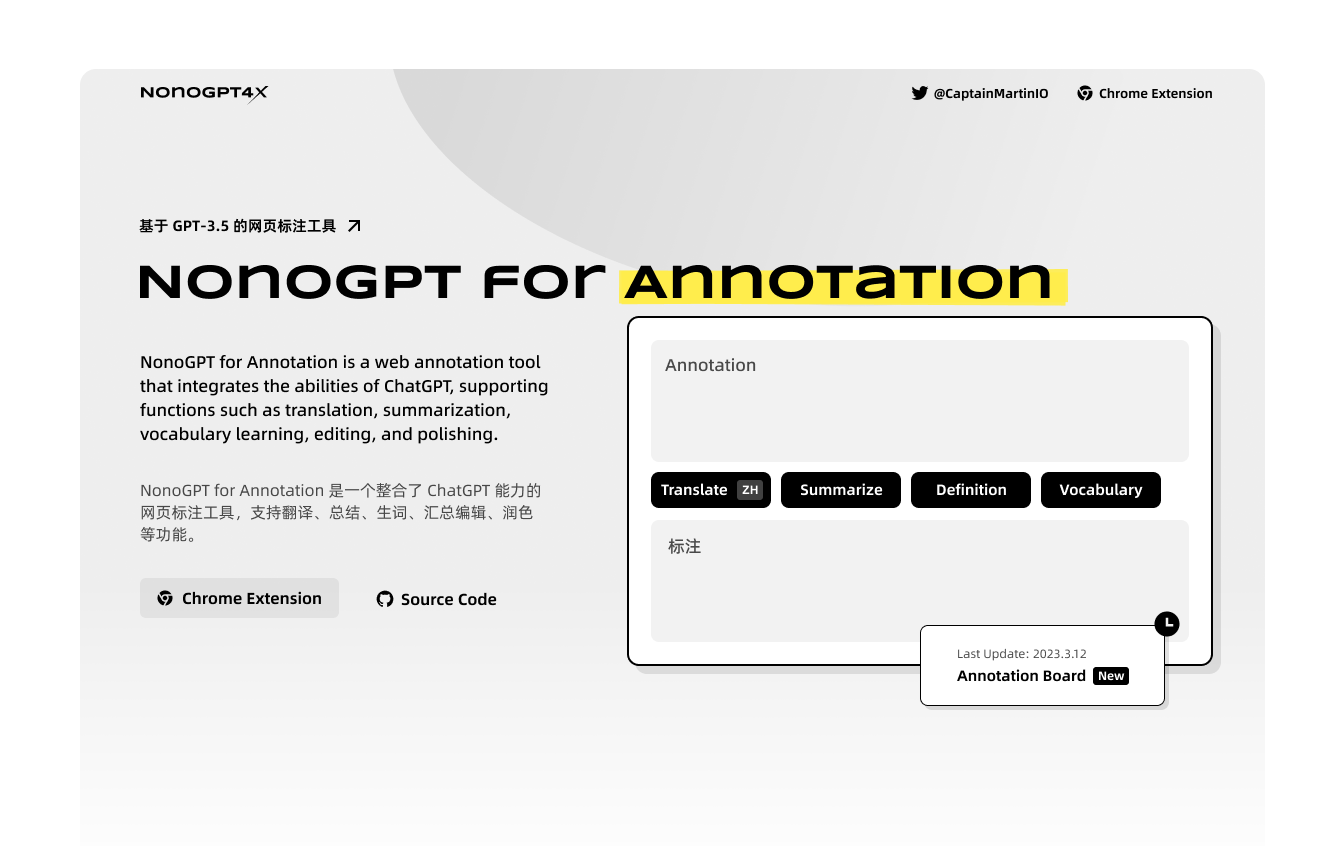 NonoGPT4X
@CaptainMartinIO
Chrome Extension
基于 GPT-3.5 的网页标注工具
NonoGPT For Annotation
NonoGPT for Annotation is a web annotation tool
that integrates the abilities of ChatGPT, supporting
functions such as translation, summarization,
vocabulary learning, editing, and polishing.
NonoGPT for Annotation 是一个整合了 ChatGPT 能力的
网页标注工具，支持翻译、总结、生词、汇总编辑、润色
等功能。
Chrome Extension
Source Code
Annotation
Translate ZH
Summarize
Definition
Vocabulary
标注
Last Update: 2023.3.12
Annotation Board New